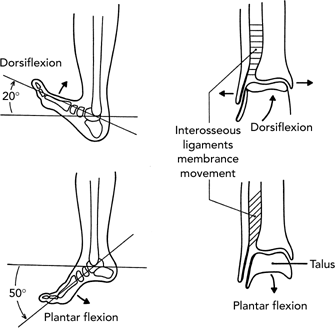 Dorsiflexion
20°
Interosseous
ligaments
membrance
movement
Dorsiflexion
50°
Plantar flexion
Talus
Plantar flexion